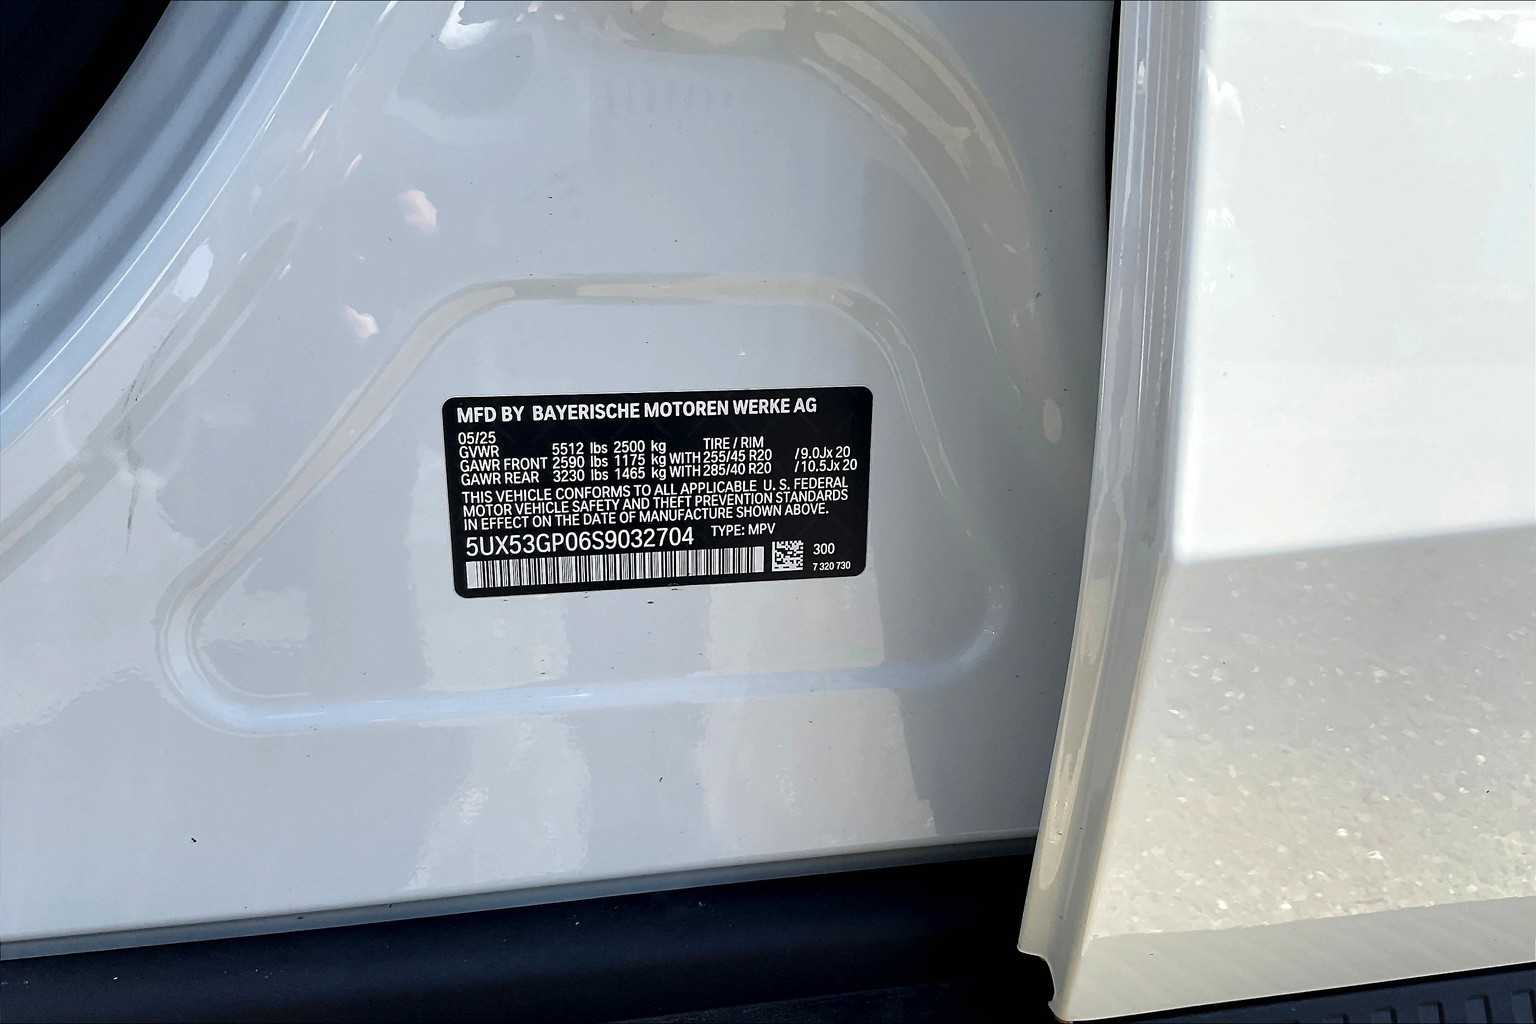 MFD BY BAYERISCHE MOTOREN WERKE AG
05/25
GVWR 5512 lbs 2500 kg TIRE / RIM
GAWR FRONT 2590 lbs 1175 kg WITH 255/45 R20 /9.0Jx 20
GAWR REAR 3230 lbs 1465 kg WITH 285/40 R20 /10.5Jx 20
THIS VEHICLE CONFORMS TO ALL APPLICABLE U. S. FEDERAL
MOTOR VEHICLE SAFETY AND THEFT PREVENTION STANDARDS
IN EFFECT ON THE DATE OF MANUFACTURE SHOWN ABOVE.
5UX53GP06S9032704 TYPE: MPV
300
7 320 730